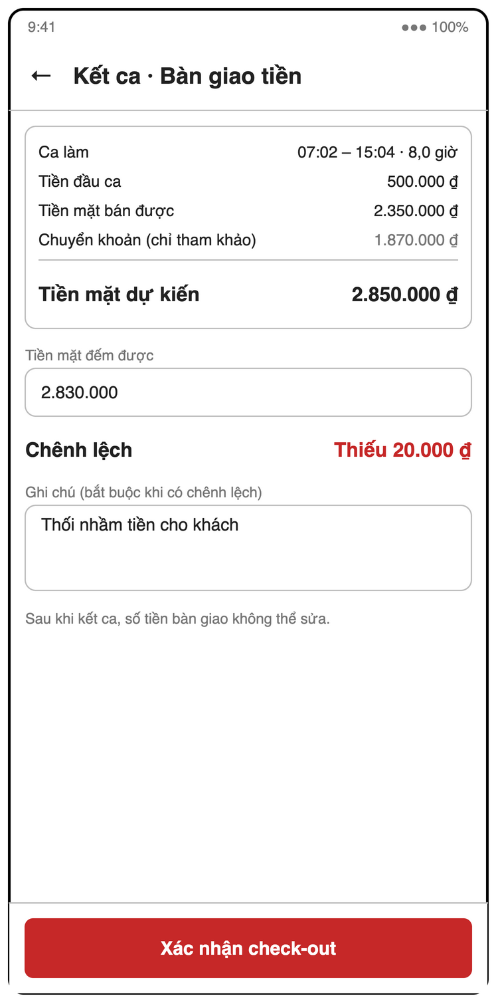 9:41 ●●● 100%
← Kết ca · Bàn giao tiền
Ca làm 07:02 – 15:04 · 8,0 giờ
Tiền đầu ca 500.000 ₫
Tiền mặt bán được 2.350.000 ₫
Chuyển khoản (chỉ tham khảo) 1.870.000 ₫
Tiền mặt dự kiến 2.850.000 ₫
Tiền mặt đếm được
2.830.000
Chênh lệch Thiếu 20.000 ₫
Ghi chú (bắt buộc khi có chênh lệch)
Thối nhầm tiền cho khách
Sau khi kết ca, số tiền bàn giao không thể sửa.
Xác nhận check-out